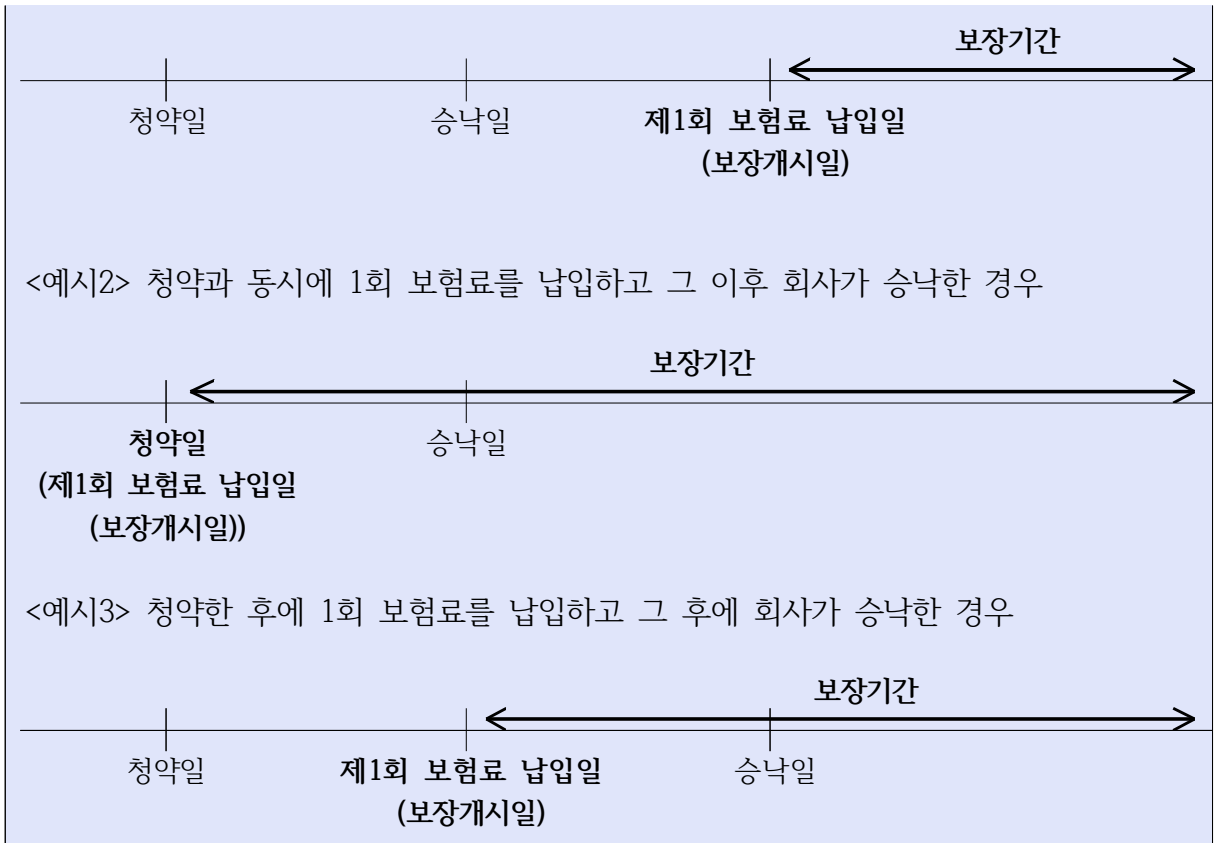 보장기간
청약일 승낙일 제1회 보험료 납입일
(보장개시일)
<예시2> 청약과 동시에 1회 보험료를 납입하고 그 이후 회사가 승낙한 경우
보장기간
청약일 승낙일
(제1회 보험료 납입일
(보장개시일))
<예시3> 청약한 후에 1회 보험료를 납입하고 그 후에 회사가 승낙한 경우
보장기간
청약일 제1회 보험료 납입일 승낙일
(보장개시일)